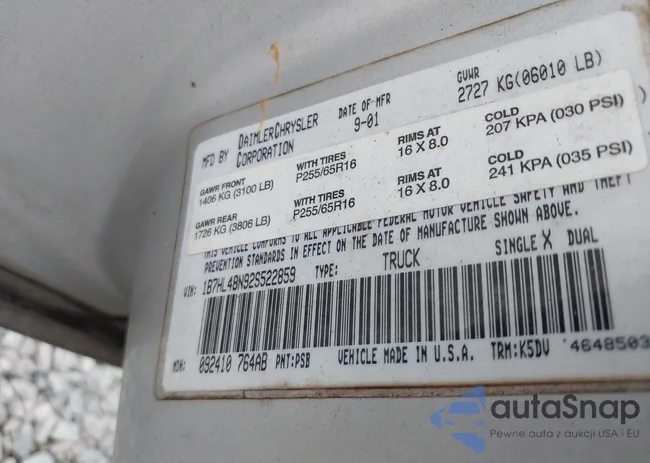 MFD BY DAIMLERCHRYSLER CORPORATION
DATE OF MFR 9-01
GVWR 2727 KG(06010 LB)
GAWR FRONT 1406 KG (3100 LB) WITH TIRES P255/65R16 RIMS AT 16 X 8.0 COLD 207 KPA (030 PSI)
GAWR REAR 1726 KG (3806 LB) WITH TIRES P255/65R16 RIMS AT 16 X 8.0 COLD 241 KPA (035 PSI)
THIS VEHICLE CONFORMS TO ALL APPLICABLE FEDERAL MOTOR VEHICLE SAFETY AND THEFT
PREVENTION STANDARDS IN EFFECT ON THE DATE OF MANUFACTURE SHOWN ABOVE.
VIN: 1B7HL48N92S522859 TYPE: TRUCK SINGLE X DUAL
MDH: 092410 764AB PNT:PSB VEHICLE MADE IN U.S.A. TRM:K5DV 4648503
autaSnap
Pewne auta z aukcji USA i EU